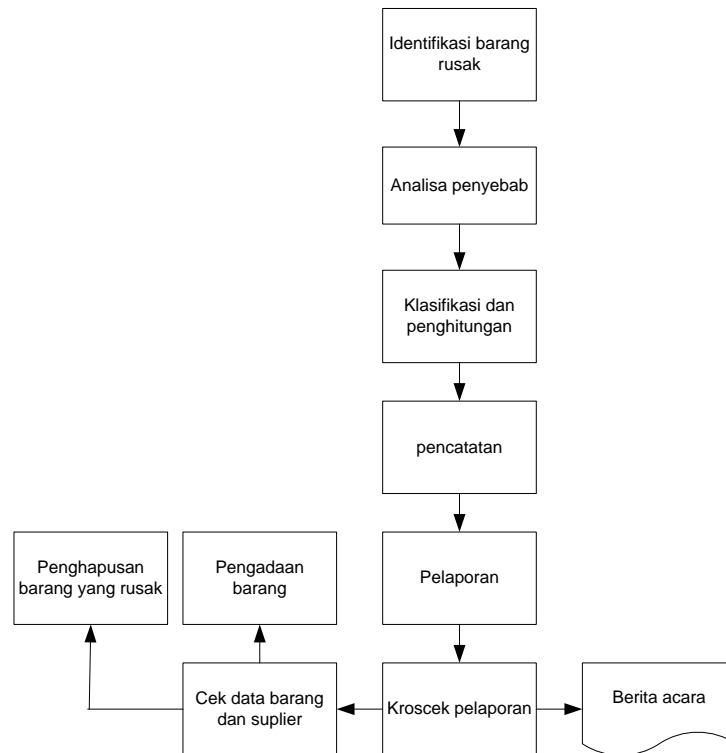 Identifikasi barang
rusak
Analisa penyebab
Klasifikasi dan
penghitungan
pencatatan
Penghapusan
barang yang rusak
Pengadaan
barang
Pelaporan
Cek data barang
dan suplier
Kroscek pelaporan
Berita acara